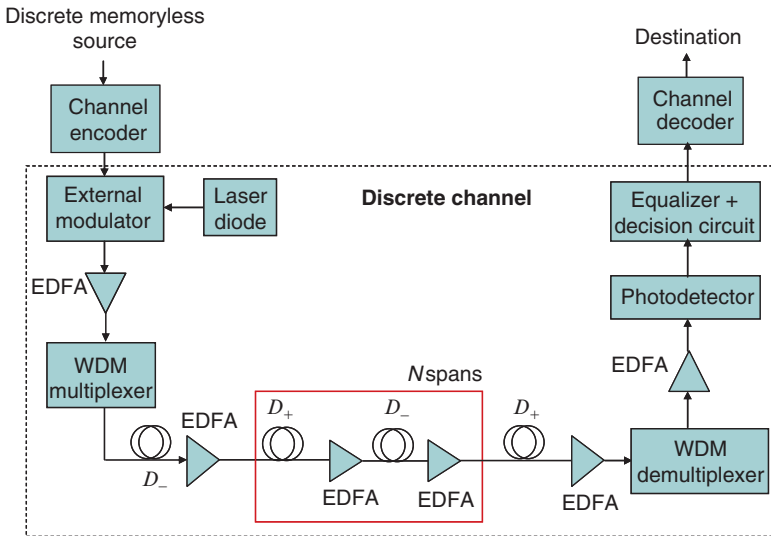 Discrete memoryless
source
Destination
Channel
encoder
Channel
decoder
External
modulator
Laser
diode
Discrete channel
Equalizer +
decision circuit
EDFA
Photodetector
WDM
multiplexer
EDFA
N spans
EDFA
D₊
D₋
D₊
D₋
EDFA
EDFA
EDFA
WDM
demultiplexer